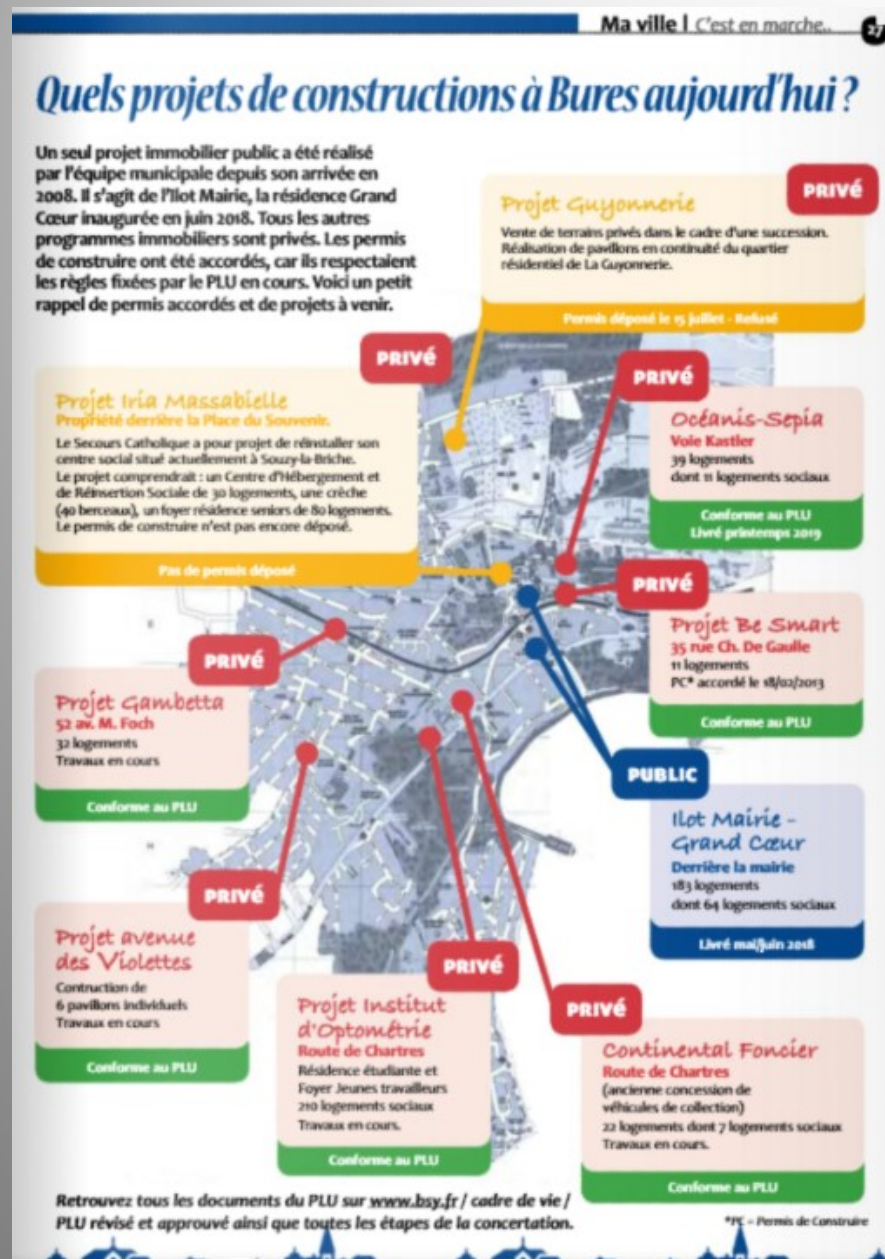 Ma ville | C'est en marche..
27
Quels projets de constructions à Bures aujourd'hui ?
Un seul projet immobilier public a été réalisé
par l'équipe municipale depuis son arrivée en
2008. Il s'agit de l'Ilot Mairie, la résidence Grand
Cœur inaugurée en juin 2018. Tous les autres
programmes immobiliers sont privés. Les permis
de construire ont été accordés, car ils respectaient
les règles fixées par le PLU en cours. Voici un petit
rappel de permis accordés et de projets à venir.
PRIVÉ
Projet Guyonnerie
Vente de terrains privés dans le cadre d'une succession.
Réalisation de pavillons en continuité du quartier
résidentiel de La Guyonnerie.
Permis déposé le 15 juillet - Refusé
PRIVÉ
Projet Iria Massabielle
Propriété derrière la Place du Souvenir.
Le Secours Catholique a pour projet de réinstaller son
centre social situé actuellement à Souzy-la-Briche.
Le projet comprendrait : un Centre d'Hébergement et
de Réinsertion Sociale de 30 logements, une crèche
(40 berceaux), un foyer résidence seniors de 80 logements.
Le permis de construire n'est pas encore déposé.
Pas de permis déposé
PRIVÉ
Océanis-Sepia
Voie Kastler
39 logements
dont 11 logements sociaux
Conforme au PLU
Livré printemps 2019
PRIVÉ
Projet Be Smart
35 rue Ch. De Gaulle
11 logements
PC* accordé le 18/02/2013
Conforme au PLU
PRIVÉ
Projet Gambetta
52 av. M. Foch
32 logements
Travaux en cours
Conforme au PLU
PUBLIC
Ilot Mairie -
Grand Cœur
Derrière la mairie
183 logements
dont 64 logements sociaux
Livré mai/juin 2018
PRIVÉ
Projet avenue
des Violettes
Contruction de
6 pavillons individuels
Travaux en cours
Conforme au PLU
PRIVÉ
Projet Institut
d'Optométrie
Route de Chartres
Résidence étudiante et
Foyer Jeunes travailleurs
210 logements sociaux
Travaux en cours.
Conforme au PLU
PRIVÉ
Continental Foncier
Route de Chartres
(ancienne concession de
véhicules de collection)
22 logements dont 7 logements sociaux
Travaux en cours.
Conforme au PLU
Retrouvez tous les documents du PLU sur www.bsy.fr / cadre de vie /
PLU révisé et approuvé ainsi que toutes les étapes de la concertation.
*PC = Permis de Construire